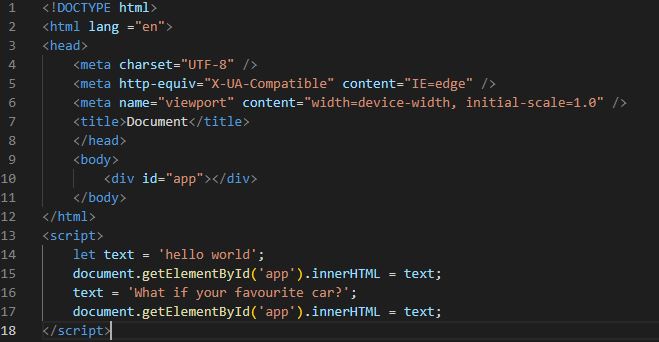 1 <!DOCTYPE html>
2 <html lang ="en">
3 <head>
4     <meta charset="UTF-8" />
5     <meta http-equiv="X-UA-Compatible" content="IE=edge" />
6     <meta name="viewport" content="width=device-width, initial-scale=1.0" />
7     <title>Document</title>
8     </head>
9     <body>
10         <div id="app"></div>
11     </body>
12 </html>
13 <script>
14     let text = 'hello world';
15     document.getElementById('app').innerHTML = text;
16     text = 'What if your favourite car?';
17     document.getElementById('app').innerHTML = text;
18 </script>